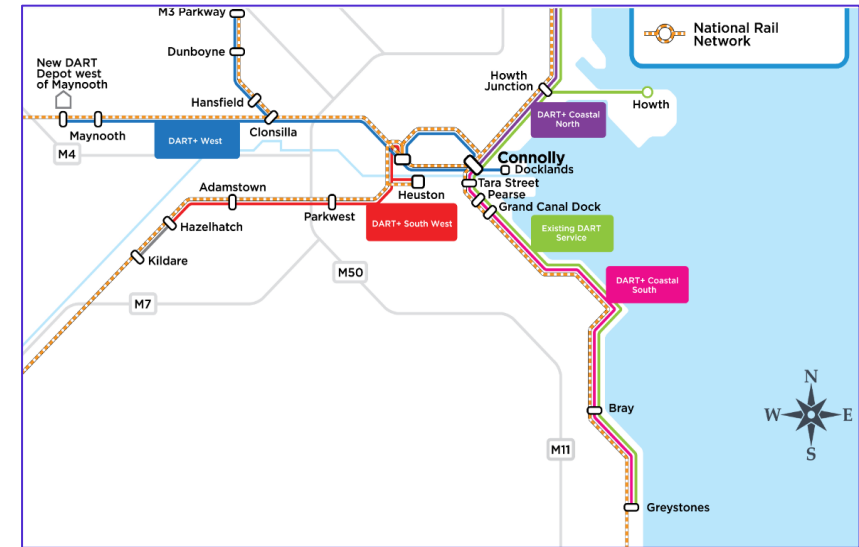 M3 Parkway
Dunboyne
New DART
Depot west
of Maynooth
Hansfield
Maynooth
Clonsilla
DART+ West
M4
National Rail
Network
Howth
Junction
Howth
DART+ Coastal
North
Connolly
Docklands
Tara Street
Pearse
Grand Canal Dock
Heuston
Adamstown
Parkwest
Hazelhatch
Kildare
DART+ South West
Existing DART
Service
DART+ Coastal
South
M50
M7
Bray
M11
Greystones
N
W
E
S